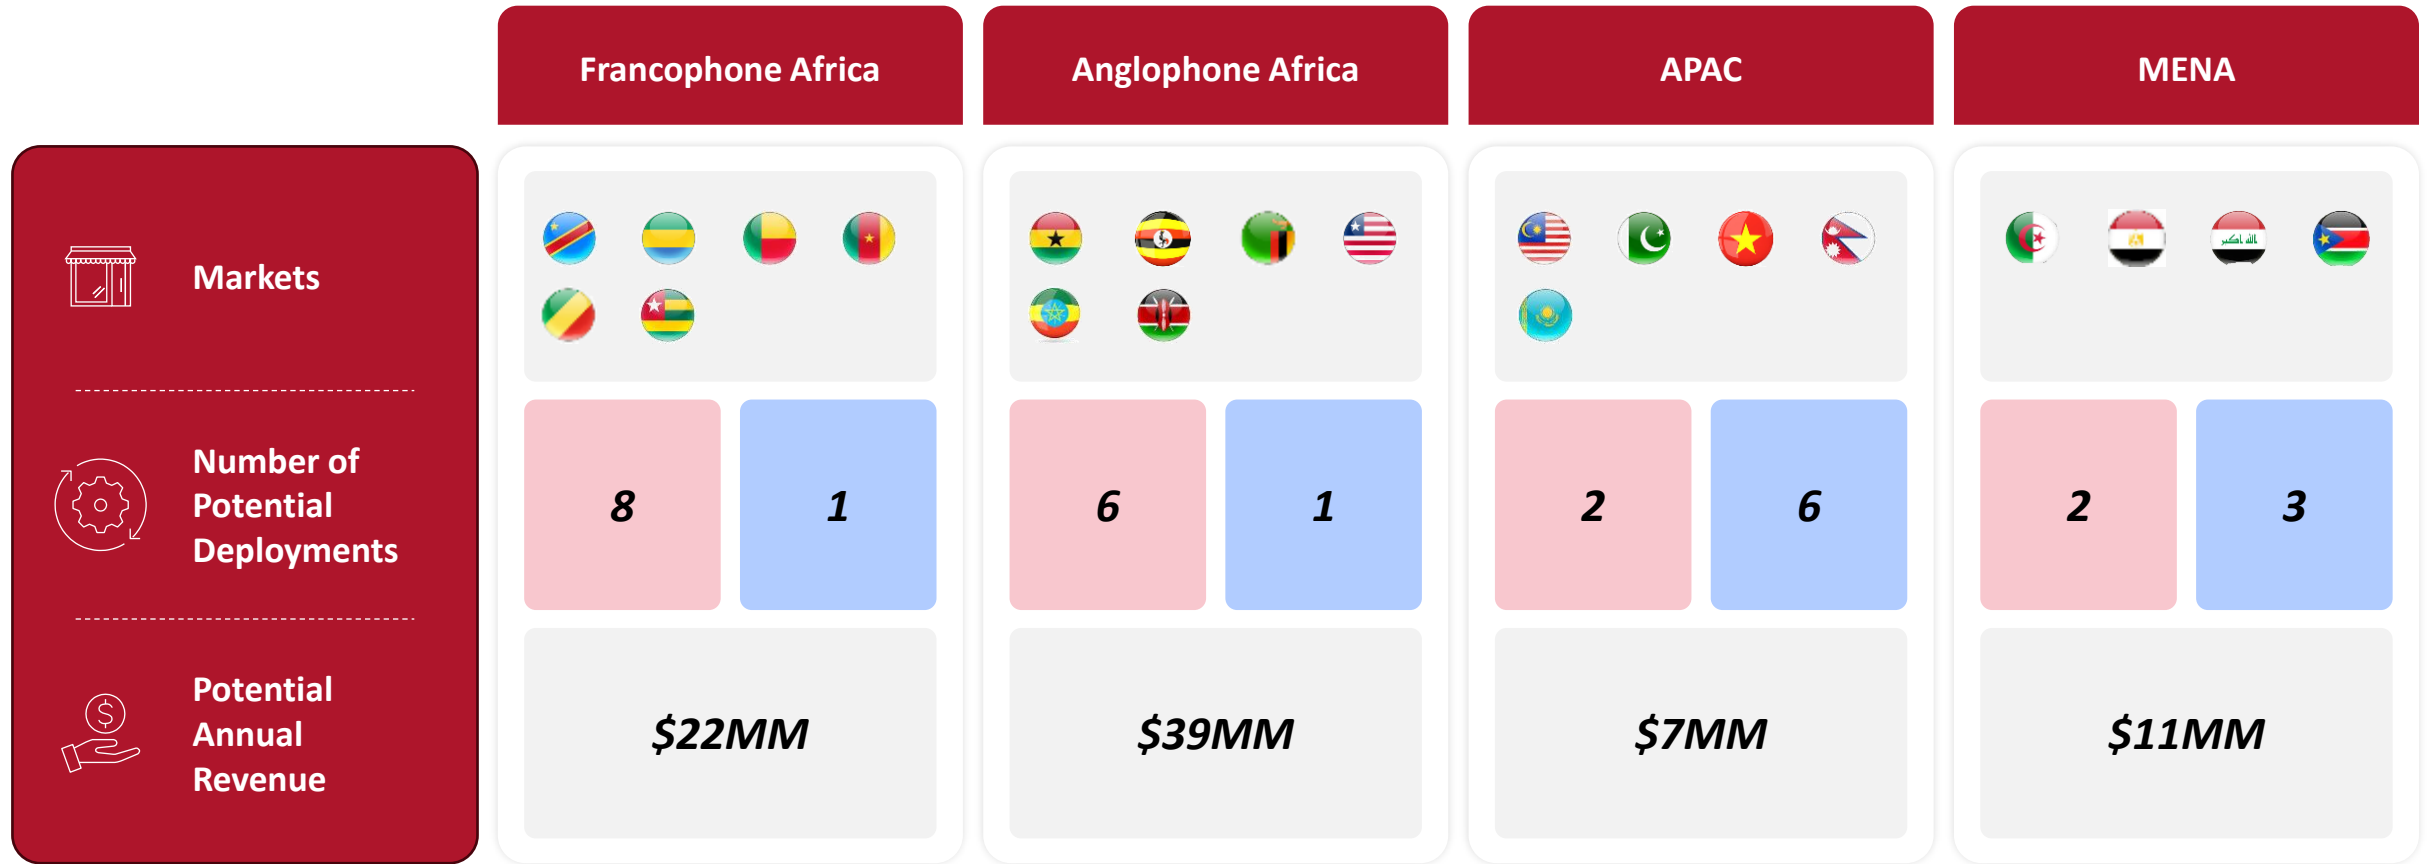 Francophone Africa
Anglophone Africa
APAC
MENA
Markets
Number of
Potential
Deployments
8
1
6
1
2
6
2
3
Potential
Annual
Revenue
$22MM
$39MM
$7MM
$11MM